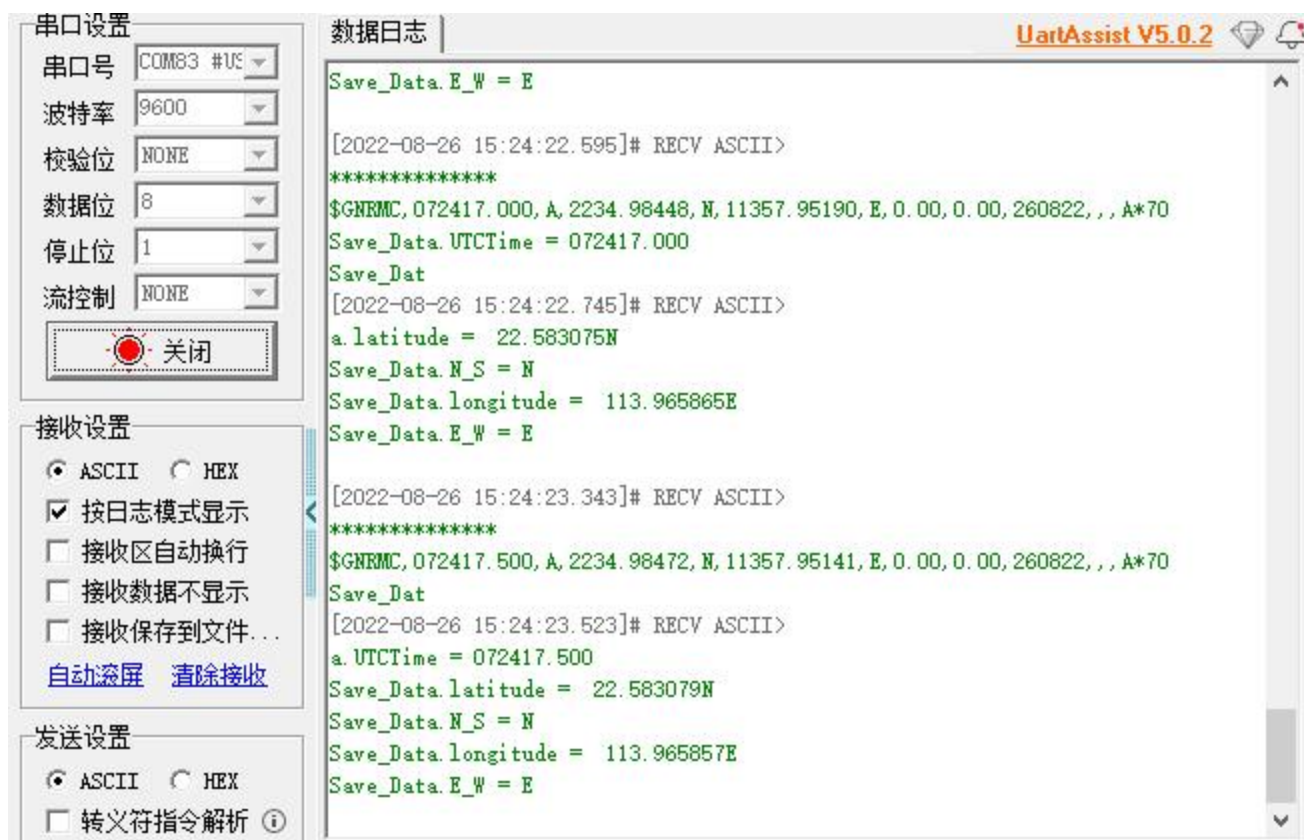 串口设置
串口号 COM83 #US
波特率 9600
校验位 NONE
数据位 8
停止位 1
流控制 NONE
关闭
接收设置
ASCII HEX
按日志模式显示
接收区自动换行
接收数据不显示
接收保存到文件...
自动滚屏 清除接收
发送设置
ASCII HEX
转义符指令解析
数据日志
UartAssist V5.0.2
Save_Data.E_W = E
[2022-08-26 15:24:22.595]# RECV ASCII>
**************
$GNRMC,072417.000,A,2234.98448,N,11357.95190,E,0.00,0.00,260822,,,A*70
Save_Data.UTCTime = 072417.000
Save_Dat
[2022-08-26 15:24:22.745]# RECV ASCII>
a.latitude =  22.583075N
Save_Data.N_S = N
Save_Data.longitude =  113.965865E
Save_Data.E_W = E
[2022-08-26 15:24:23.343]# RECV ASCII>
**************
$GNRMC,072417.500,A,2234.98472,N,11357.95141,E,0.00,0.00,260822,,,A*70
Save_Dat
[2022-08-26 15:24:23.523]# RECV ASCII>
a.UTCTime = 072417.500
Save_Data.latitude =  22.583079N
Save_Data.N_S = N
Save_Data.longitude =  113.965857E
Save_Data.E_W = E